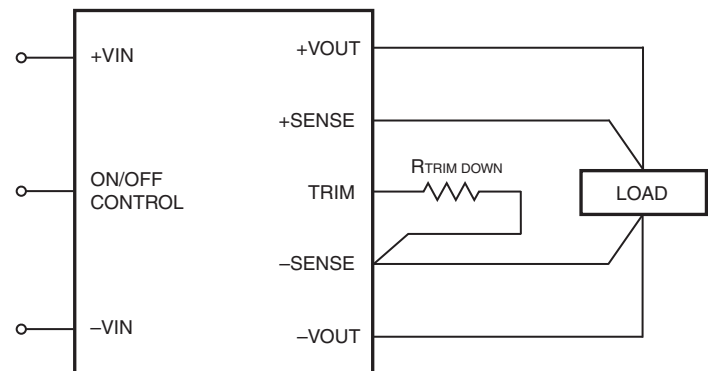 +VIN
+VOUT
+SENSE
RTRIM DOWN
ON/OFF
CONTROL
TRIM
LOAD
–SENSE
–VIN
–VOUT